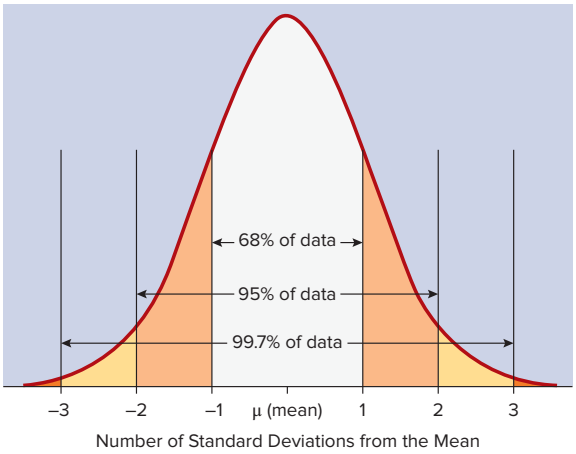 68% of data
95% of data
99.7% of data
–3 –2 –1 μ (mean) 1 2 3
Number of Standard Deviations from the Mean